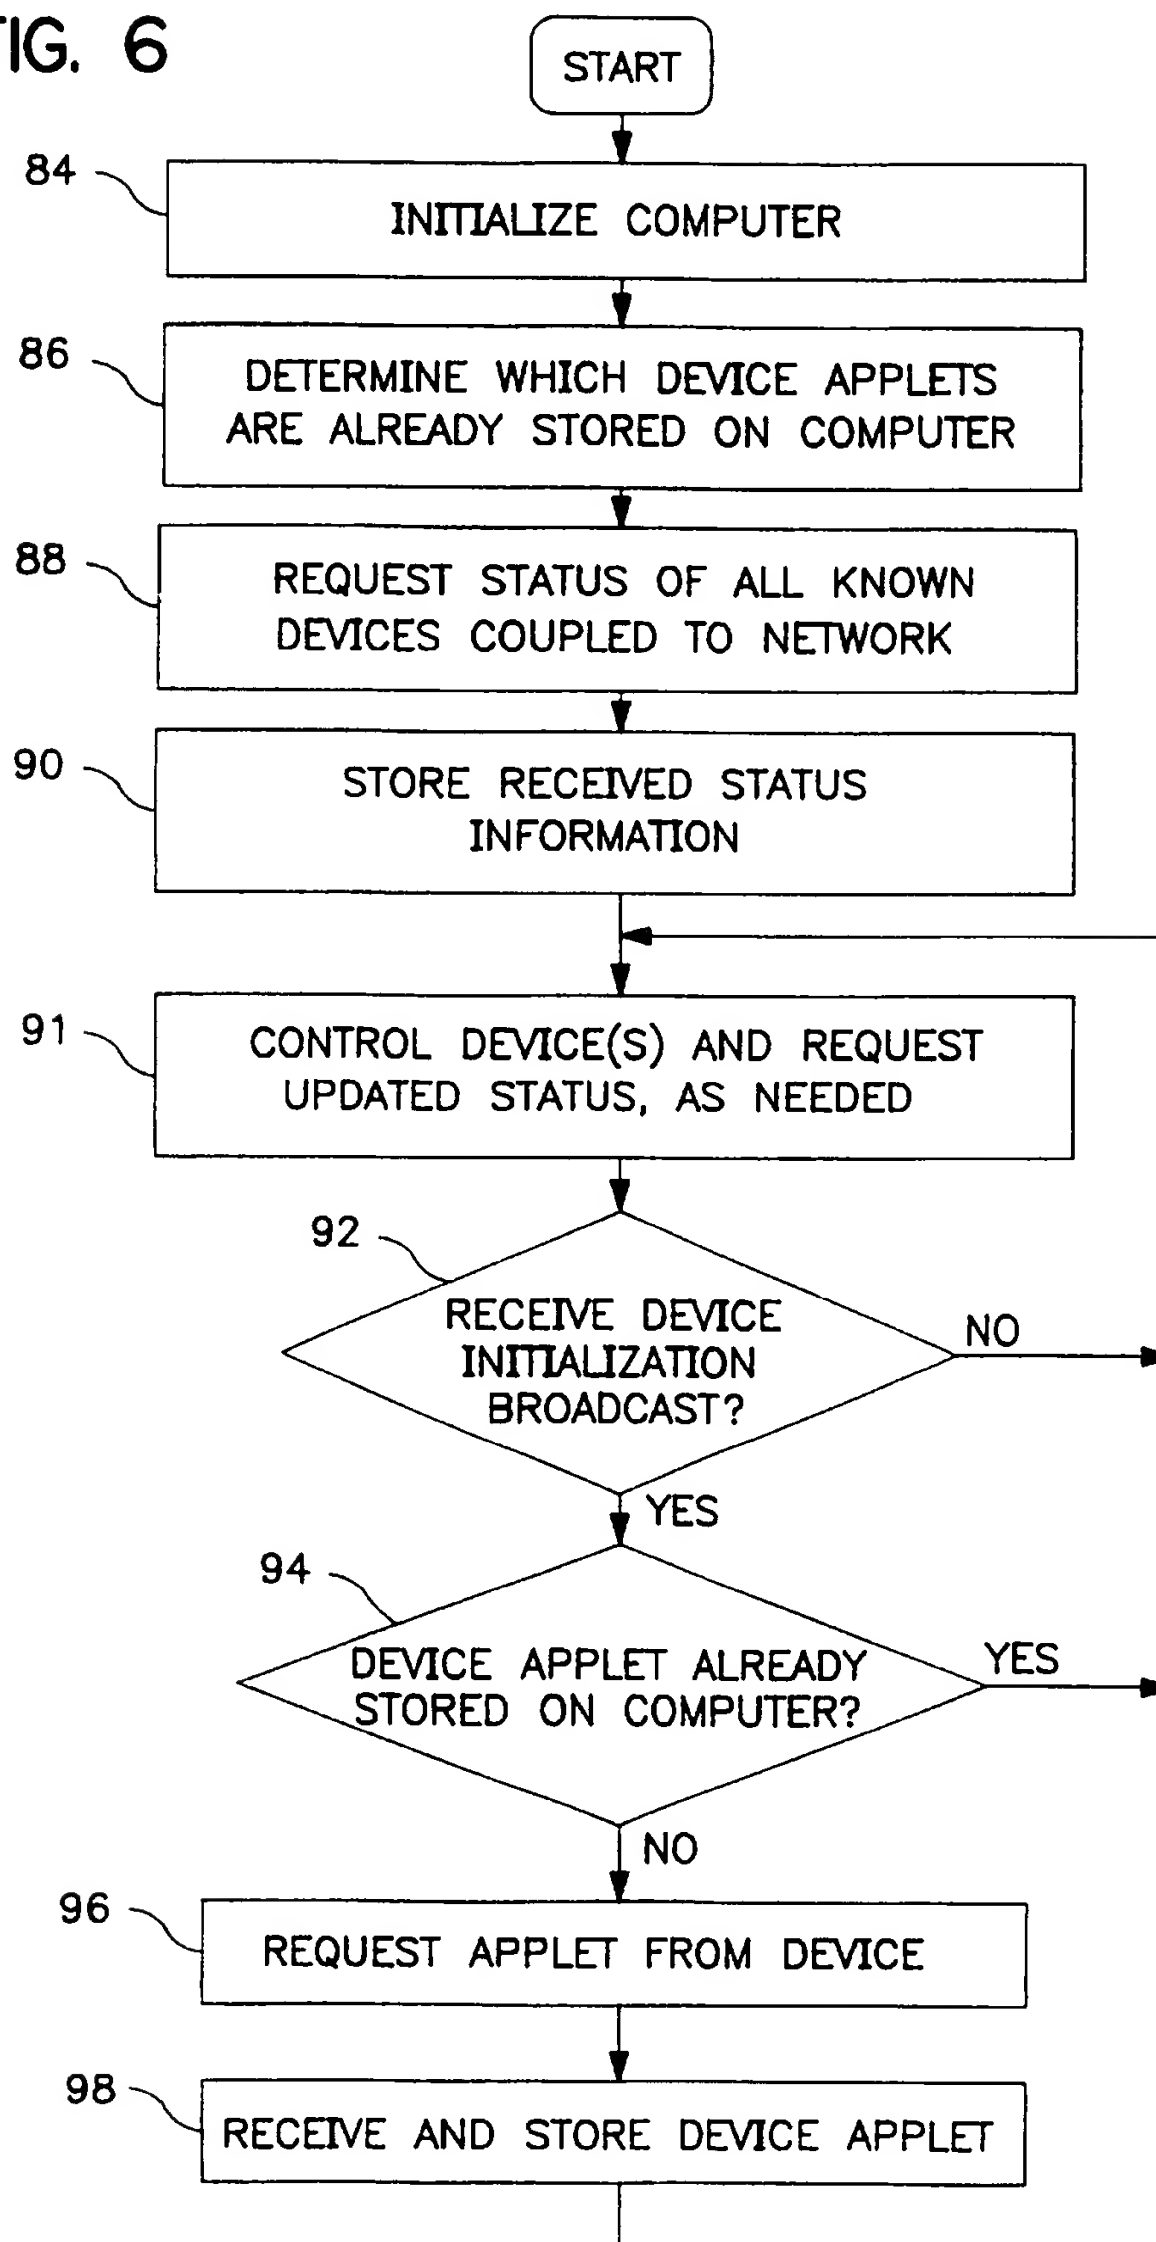 FIG. 6
START
84
INITIALIZE COMPUTER
86
DETERMINE WHICH DEVICE APPLETS
ARE ALREADY STORED ON COMPUTER
88
REQUEST STATUS OF ALL KNOWN
DEVICES COUPLED TO NETWORK
90
STORE RECEIVED STATUS
INFORMATION
91
CONTROL DEVICE(S) AND REQUEST
UPDATED STATUS, AS NEEDED
92
RECEIVE DEVICE
INITIALIZATION
BROADCAST?
NO
YES
94
DEVICE APPLET ALREADY
STORED ON COMPUTER?
YES
NO
96
REQUEST APPLET FROM DEVICE
98
RECEIVE AND STORE DEVICE APPLET